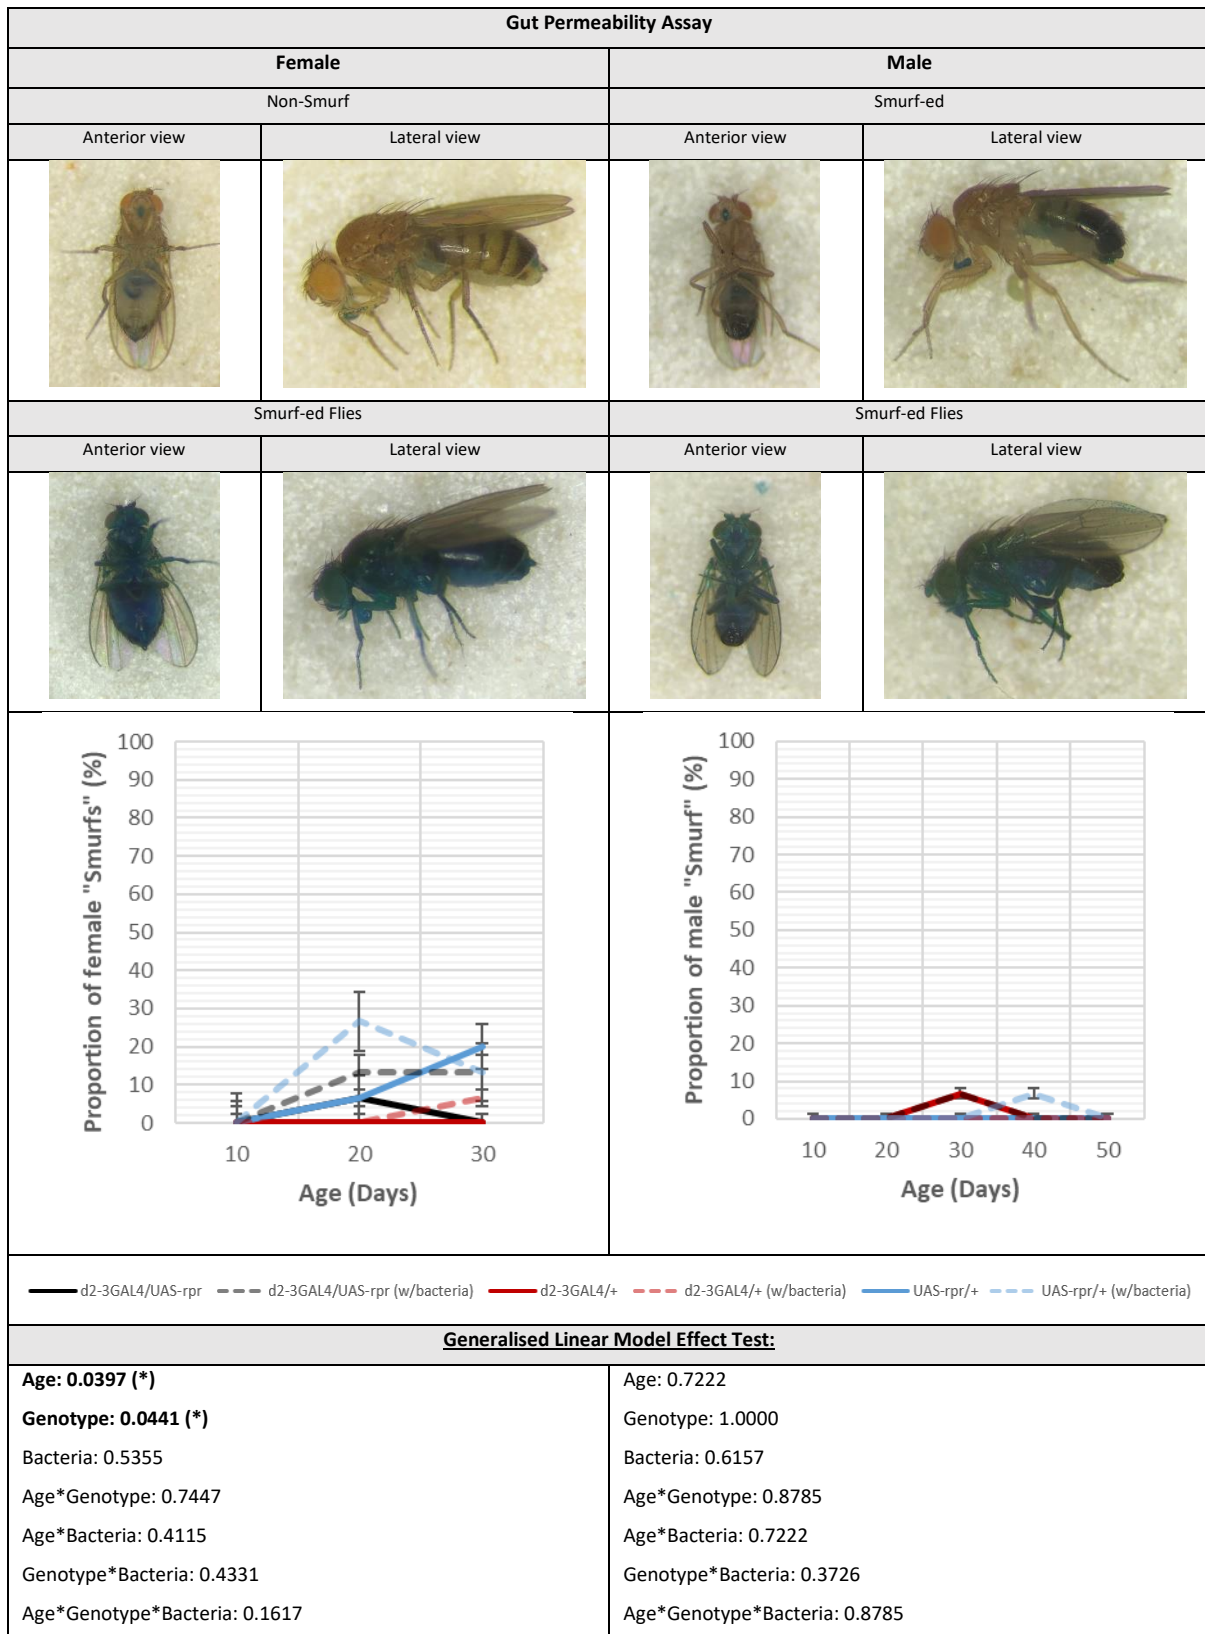 Gut Permeability Assay
Female
Male
Non-Smurf
Smurf-ed
Anterior view
Lateral view
Anterior view
Lateral view
Smurf-ed Flies
Smurf-ed Flies
Anterior view
Lateral view
Anterior view
Lateral view
Proportion of female "Smurfs" (%)
100
90
80
70
60
50
40
30
20
10
0
10 20 30
Age (Days)
Proportion of male "Smurf" (%)
100
90
80
70
60
50
40
30
20
10
0
10 20 30 40 50
Age (Days)
d2-3GAL4/UAS-rpr d2-3GAL4/UAS-rpr (w/bacteria) d2-3GAL4/+ d2-3GAL4/+ (w/bacteria) UAS-rpr/+ UAS-rpr/+ (w/bacteria)
Generalised Linear Model Effect Test:
Age: 0.0397 (*)
Genotype: 0.0441 (*)
Bacteria: 0.5355
Age*Genotype: 0.7447
Age*Bacteria: 0.4115
Genotype*Bacteria: 0.4331
Age*Genotype*Bacteria: 0.1617
Age: 0.7222
Genotype: 1.0000
Bacteria: 0.6157
Age*Genotype: 0.8785
Age*Bacteria: 0.7222
Genotype*Bacteria: 0.3726
Age*Genotype*Bacteria: 0.8785